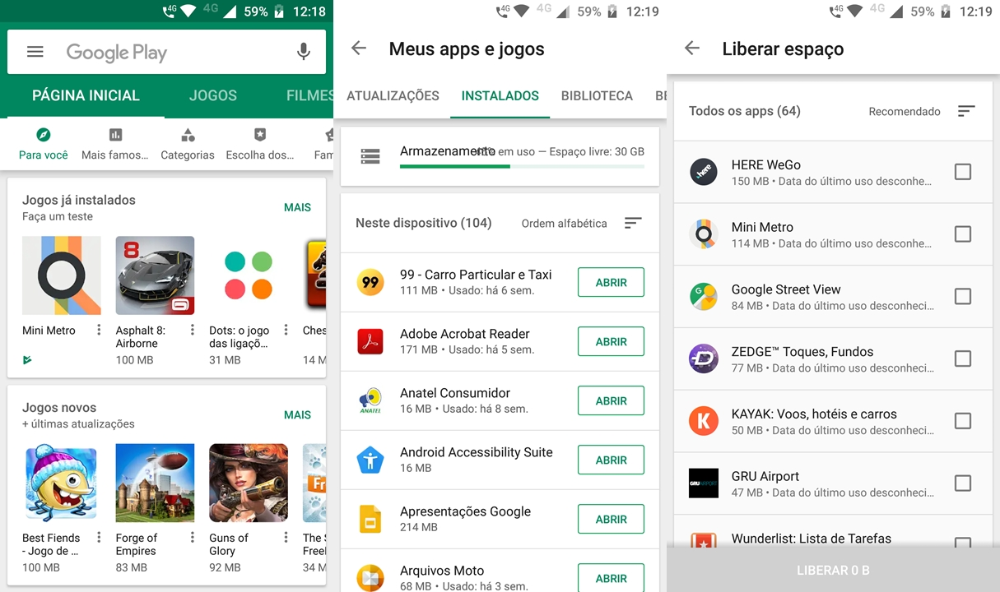 4G 4G 59% 12:18
Google Play
PÁGINA INICIAL JOGOS FILMES
Para você Mais famos... Categorias Escolha dos... Fam
Jogos já instalados
Faça um teste
MAIS
8
Mini Metro
Asphalt 8:
Airborne
100 MB
Dots: o jogo
das ligaçõ...
31 MB
Ches
14 M
Jogos novos
+ últimas atualizações
MAIS
Fr
Best Fiends
- Jogo de ...
100 MB
Forge of
Empires
83 MB
Guns of
Glory
92 MB
The S
Freel
34 M
4G 4G 59% 12:19
Meus apps e jogos
ATUALIZAÇÕES INSTALADOS BIBLIOTECA BE
Armazenamento em uso — Espaço livre: 30 GB
Neste dispositivo (104) Ordem alfabética
99
99 - Carro Particular e Taxi
111 MB • Usado: há 6 sem.
ABRIR
Adobe Acrobat Reader
171 MB • Usado: há 5 sem.
ABRIR
ANATEL
Anatel Consumidor
16 MB • Usado: há 8 sem.
ABRIR
Android Accessibility Suite
16 MB
ABRIR
Apresentações Google
214 MB
ABRIR
Arquivos Moto
68 MB • Usado: há 3 sem.
ABRIR
4G 4G 59% 12:19
Liberar espaço
Todos os apps (64) Recomendado
here
HERE WeGo
150 MB • Data do último uso desconhe...
Mini Metro
114 MB • Data do último uso desconhe...
G
Google Street View
84 MB • Data do último uso desconheci...
ZEDGE™ Toques, Fundos
77 MB • Data do último uso desconheci...
K
KAYAK: Voos, hotéis e carros
50 MB • Data do último uso desconheci...
GRU AIRPORT
GRU Airport
47 MB • Data do último uso desconheci...
Wunderlist: Lista de Tarefas
LIBERAR 0 B